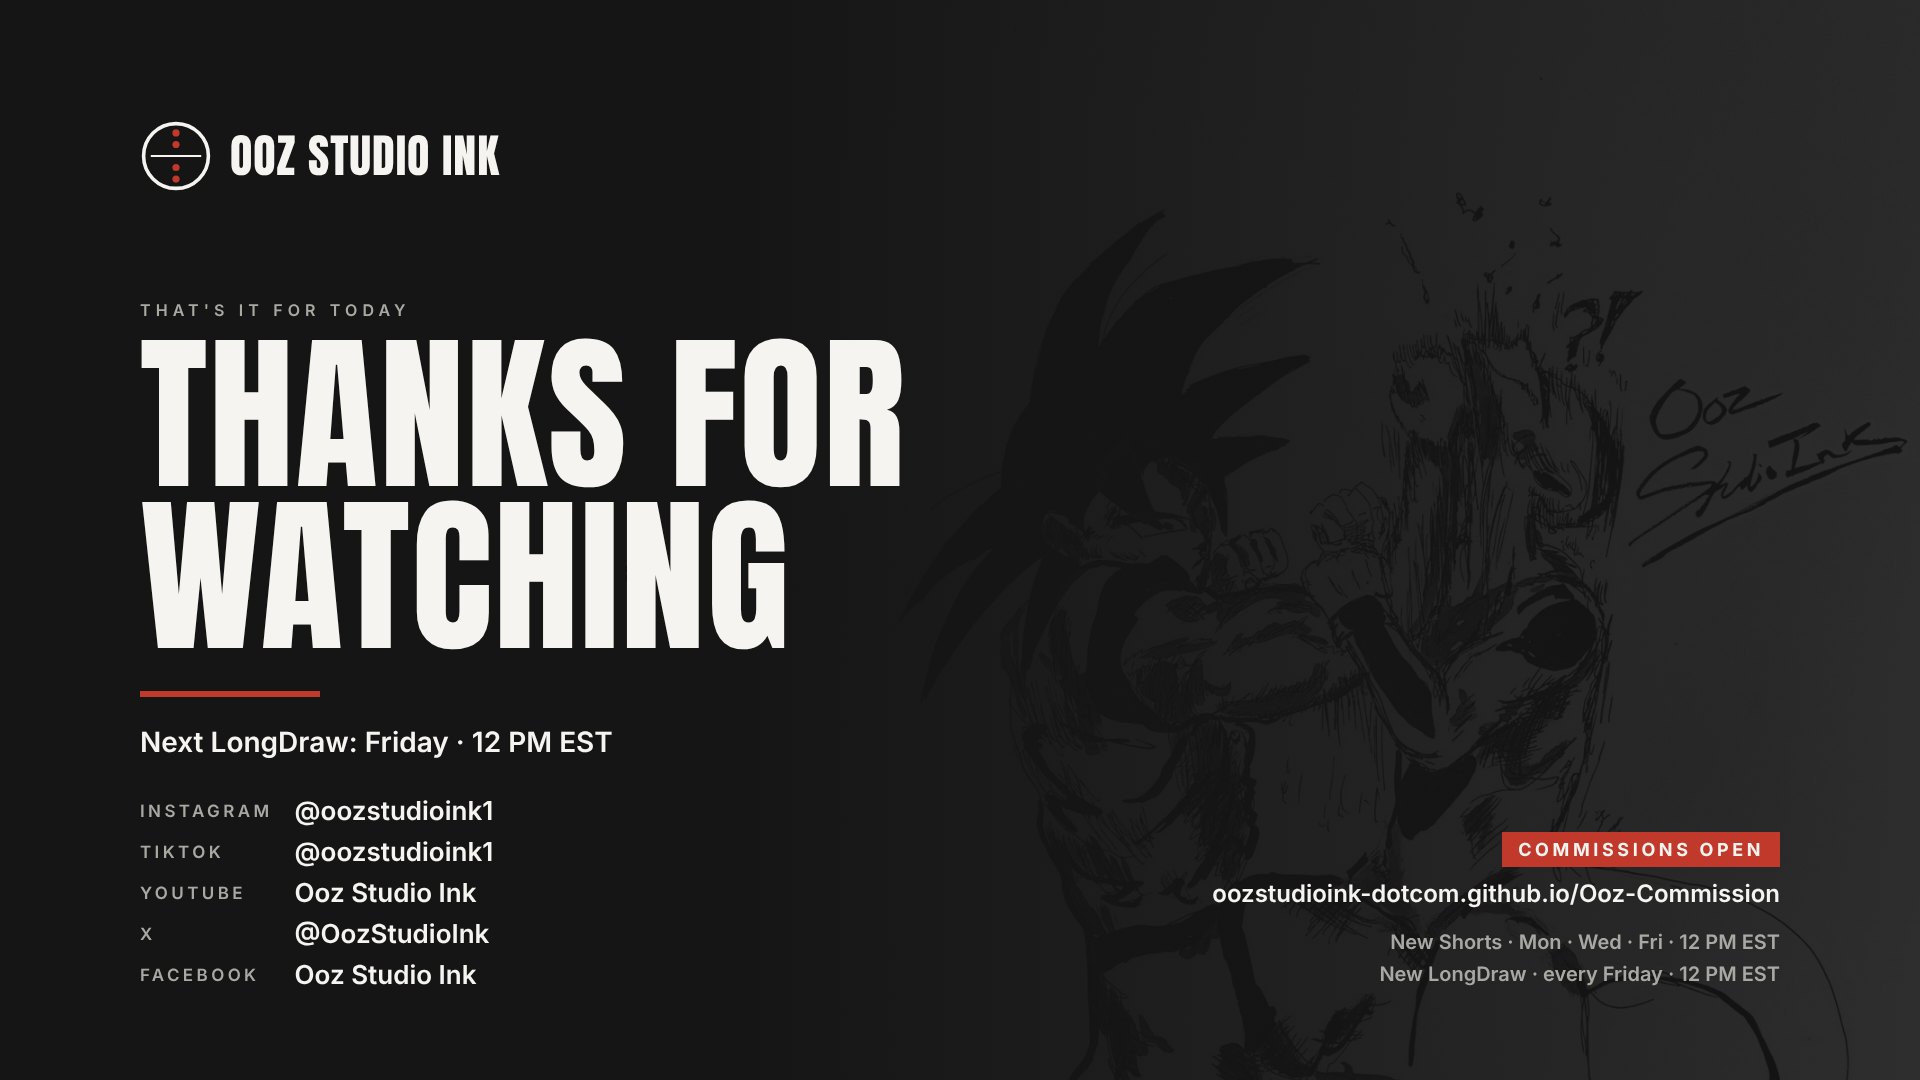 OOZ STUDIO INK
THAT'S IT FOR TODAY
THANKS FOR
WATCHING
Next LongDraw: Friday · 12 PM EST
INSTAGRAM @oozstudioink1
TIKTOK @oozstudioink1
YOUTUBE Ooz Studio Ink
X @OozStudioInk
FACEBOOK Ooz Studio Ink
?!
Ooz
Studio Ink
COMMISSIONS OPEN
oozstudioink-dotcom.github.io/Ooz-Commission
New Shorts · Mon · Wed · Fri · 12 PM EST
New LongDraw · every Friday · 12 PM EST